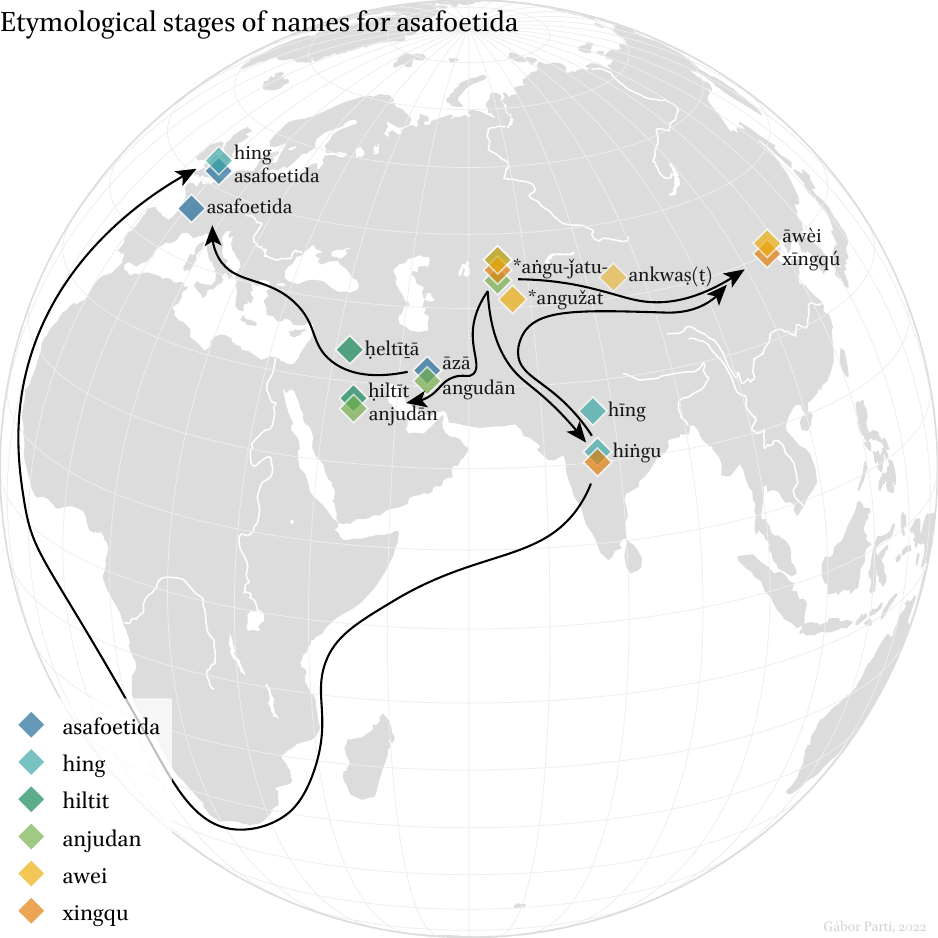 Etymological stages of names for asafoetida
hing
asafoetida
asafoetida
*aṅgu-ǰatu-
ankwaṣ(t)
*angužat
āwèi
xīngqú
ḥeltīṯā
āzā
angudān
ḥiltīt
anjudān
hīng
hiṅgu
asafoetida
hing
hiltit
anjudan
awei
xingqu
Gábor Parti, 2022